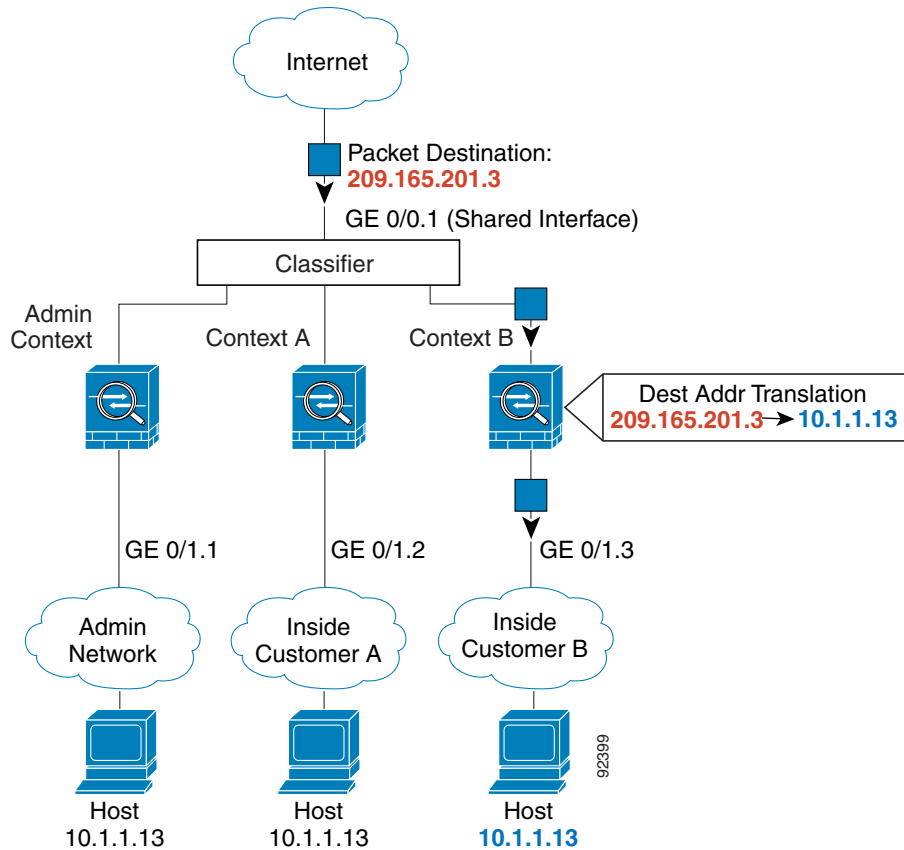 Internet
Packet Destination:
209.165.201.3
GE 0/0.1 (Shared Interface)
Classifier
Admin
Context
Context A
Context B
Dest Addr Translation
209.165.201.3 10.1.1.13
GE 0/1.1
GE 0/1.2
GE 0/1.3
Admin
Network
Inside
Customer A
Inside
Customer B
92399
Host
10.1.1.13
Host
10.1.1.13
Host
10.1.1.13